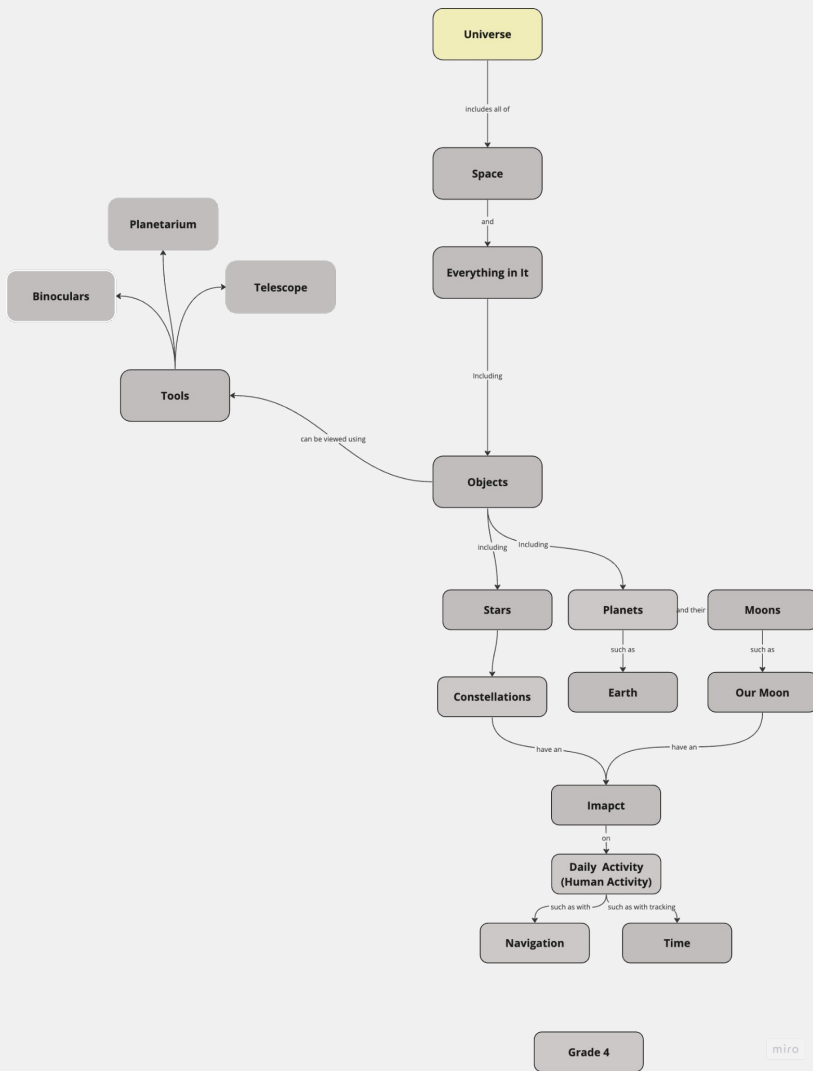 Universe
includes all of
Space
and
Everything in It
Including
Planetarium
Telescope
Binoculars
Tools
can be viewed using
Objects
including
Including
Stars
Planets
and their
Moons
such as
such as
Constellations
Earth
Our Moon
have an
have an
Imapct
on
Daily Activity
(Human Activity)
such as with
such as with tracking
Navigation
Time
Grade 4
miro